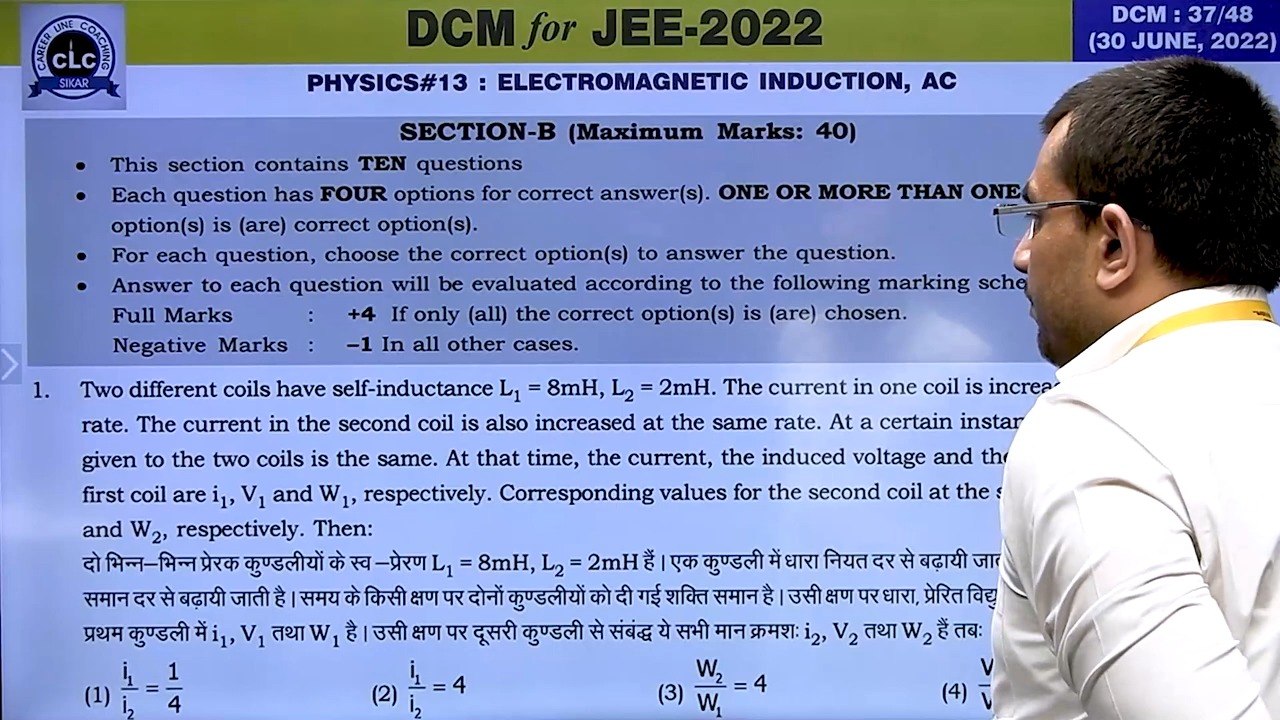 DCM for JEE-2022
DCM : 37/48
(30 JUNE, 2022)
CAREER LINE COACHING
CLC
SIKAR
PHYSICS#13 : ELECTROMAGNETIC INDUCTION, AC
SECTION-B (Maximum Marks: 40)
• This section contains TEN questions
• Each question has FOUR options for correct answer(s). ONE OR MORE THAN ONE
option(s) is (are) correct option(s).
• For each question, choose the correct option(s) to answer the question.
• Answer to each question will be evaluated according to the following marking
Full Marks : +4 If only (all) the correct option(s) is (are) chosen.
Negative Marks : –1 In all other cases.
1. Two different coils have self-inductance L₁ = 8mH, L₂ = 2mH. The current in one coil is
rate. The current in the second coil is also increased at the same rate. At a certain
given to the two coils is the same. At that time, the current, the induced voltage and
first coil are i₁, V₁ and W₁, respectively. Corresponding values for the second coil at the
and W₂, respectively. Then:
दो भिन्न–भिन्न प्रेरक कुण्डलीयों के स्व–प्रेरण L₁ = 8mH, L₂ = 2mH हैं। एक कुण्डली में धारा नियत दर से बढ़ायी
समान दर से बढ़ायी जाती है। समय के किसी क्षण पर दोनों कुण्डलीयों को दी गई शक्ति समान है। उसी क्षण पर धारा, प्रेरित
प्रथम कुण्डली में i₁, V₁ तथा W₁ है। उसी क्षण पर दूसरी कुण्डली से संबंद्ध ये सभी मान क्रमशः i₂, V₂ तथा W₂ हैं तबः
(1) i₁/i₂ = 1/4 (2) i₁/i₂ = 4 (3) W₂/W₁ = 4 (4)